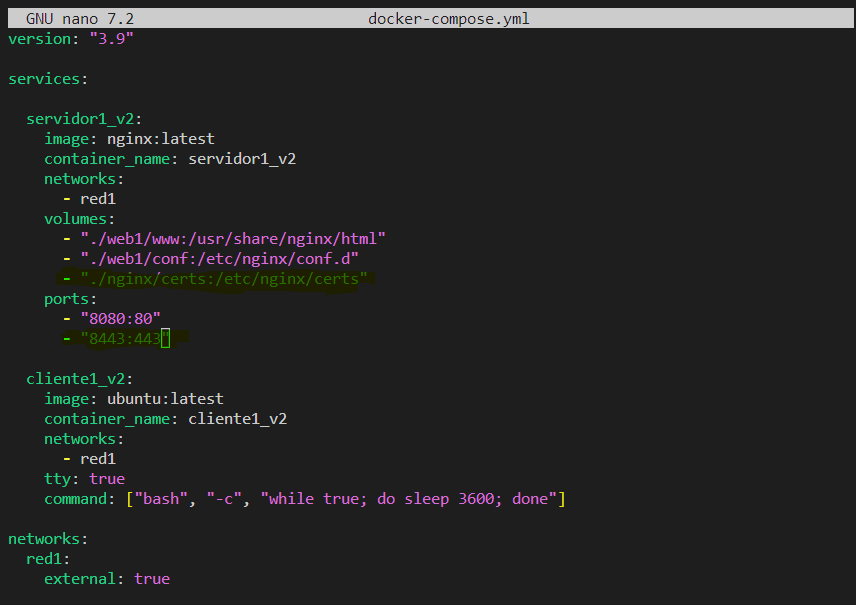 GNU nano 7.2 docker-compose.yml
version: "3.9"
services:
servidor1_v2:
image: nginx:latest
container_name: servidor1_v2
networks:
- red1
volumes:
- "./web1/www:/usr/share/nginx/html"
- "./web1/conf:/etc/nginx/conf.d"
- "./nginx/certs:/etc/nginx/certs"
ports:
- "8080:80"
- "8443:443"
cliente1_v2:
image: ubuntu:latest
container_name: cliente1_v2
networks:
- red1
tty: true
command: ["bash", "-c", "while true; do sleep 3600; done"]
networks:
red1:
external: true